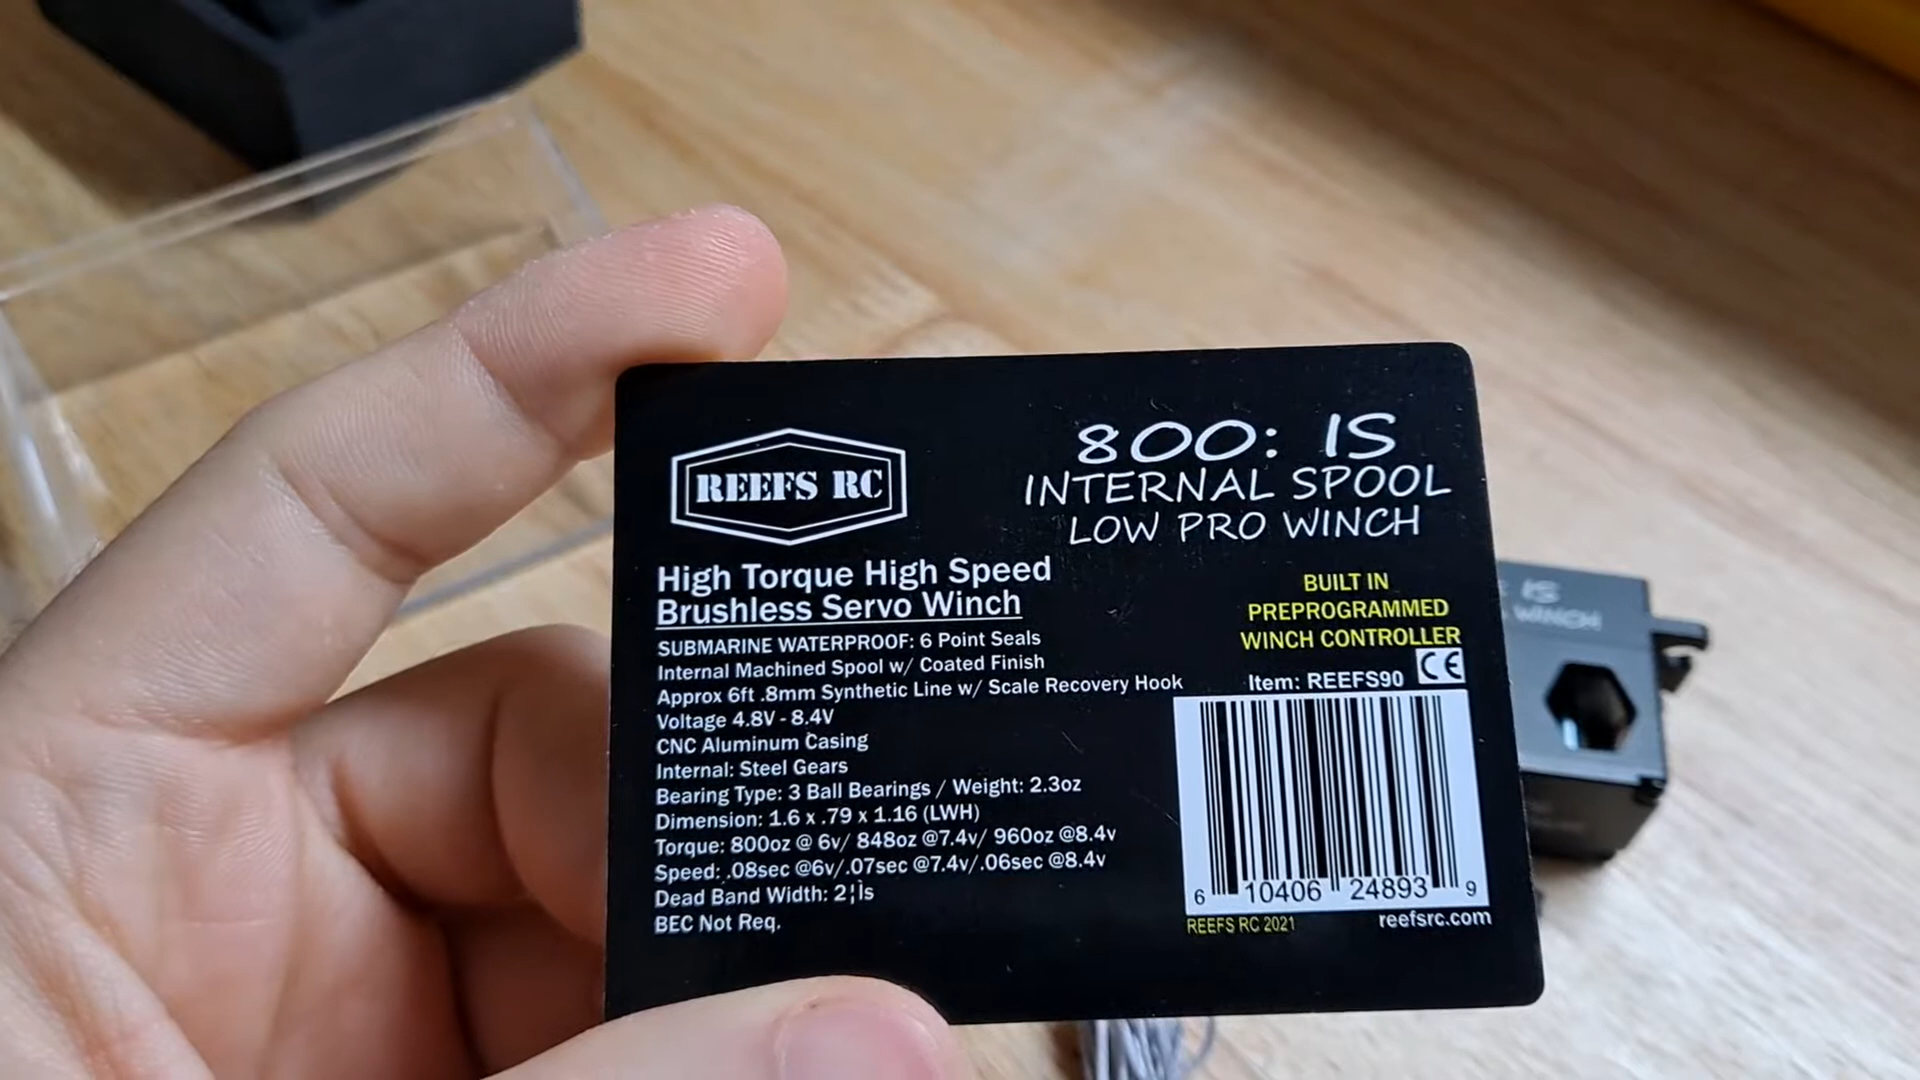 REEFS RC
800: IS
INTERNAL SPOOL
LOW PRO WINCH
High Torque High Speed
Brushless Servo Winch
SUBMARINE WATERPROOF: 6 Point Seals
Internal Machined Spool w/ Coated Finish
Approx 6ft .8mm Synthetic Line w/ Scale Recovery Hook
Voltage 4.8V - 8.4V
CNC Aluminum Casing
Internal: Steel Gears
Bearing Type: 3 Ball Bearings / Weight: 2.3oz
Dimension: 1.6 x .79 x 1.16 (LWH)
Torque: 800oz @ 6v/ 848oz @7.4v/ 960oz @8.4v
Speed: .08sec @6v/.07sec @7.4v/.06sec @8.4v
Dead Band Width: 2¦Ìs
BEC Not Req.
BUILT IN
PREPROGRAMMED
WINCH CONTROLLER
Item: REEFS90 CE
6 10406 24893 9
REEFS RC 2021 reefsrc.com
IS
WINCH